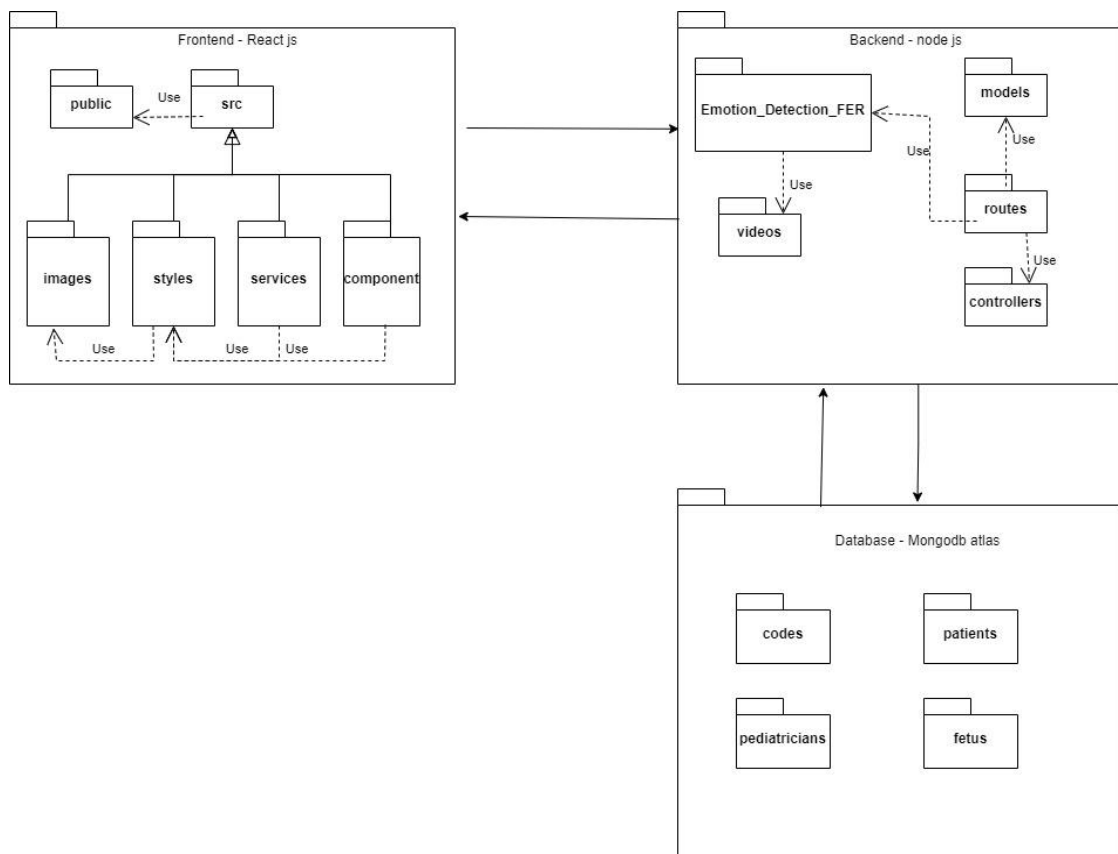 Frontend - React js
public
Use
src
images
styles
services
component
Use
Use
Use
Backend - node js
Emotion_Detection_FER
models
Use
Use
Use
routes
videos
Use
controllers
Database - Mongodb atlas
codes
patients
pediatricians
fetus